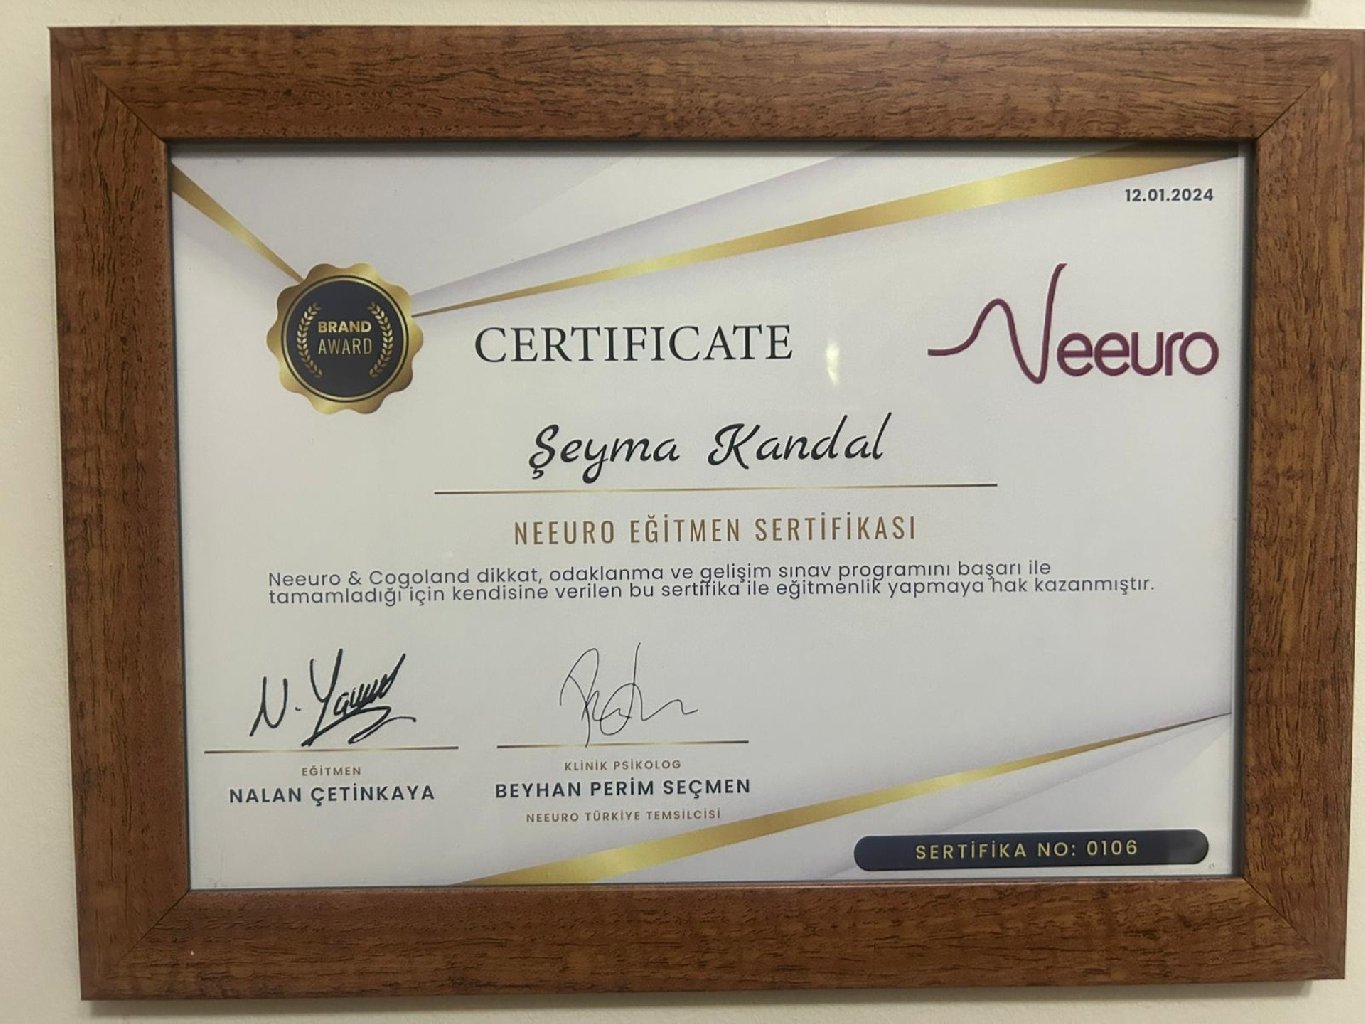 12.01.2024
BRAND
AWARD
CERTIFICATE
Neeuro
Şeyma Kandal
NEEURO EĞİTMEN SERTİFİKASI
Neeuro & Cogoland dikkat, odaklanma ve gelişim sınav programını başarı ile
tamamladığı için kendisine verilen bu sertifika ile eğitmenlik yapmaya hak kazanmıştır.
EĞİTMEN
NALAN ÇETİNKAYA
KLİNİK PSİKOLOG
BEYHAN PERİM SEÇMEN
NEEURO TÜRKİYE TEMSİLCİSİ
SERTİFİKA NO: 0106